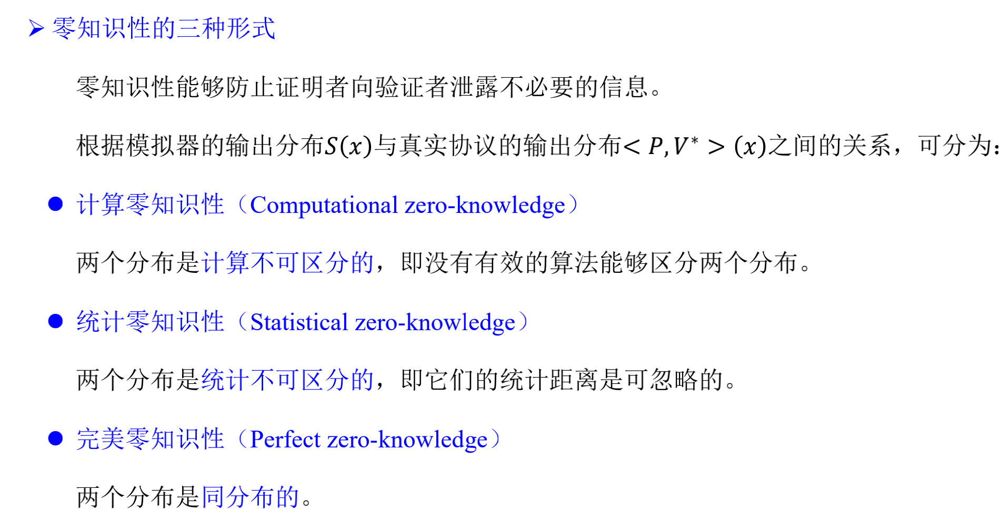 ➢ 零知识性的三种形式
零知识性能够防止证明者向验证者泄露不必要的信息。
根据模拟器的输出分布S(x)与真实协议的输出分布< P,V* > (x)之间的关系，可分为：
● 计算零知识性（Computational zero-knowledge）
两个分布是计算不可区分的，即没有有效的算法能够区分两个分布。
● 统计零知识性（Statistical zero-knowledge）
两个分布是统计不可区分的，即它们的统计距离是可忽略的。
● 完美零知识性（Perfect zero-knowledge）
两个分布是同分布的。